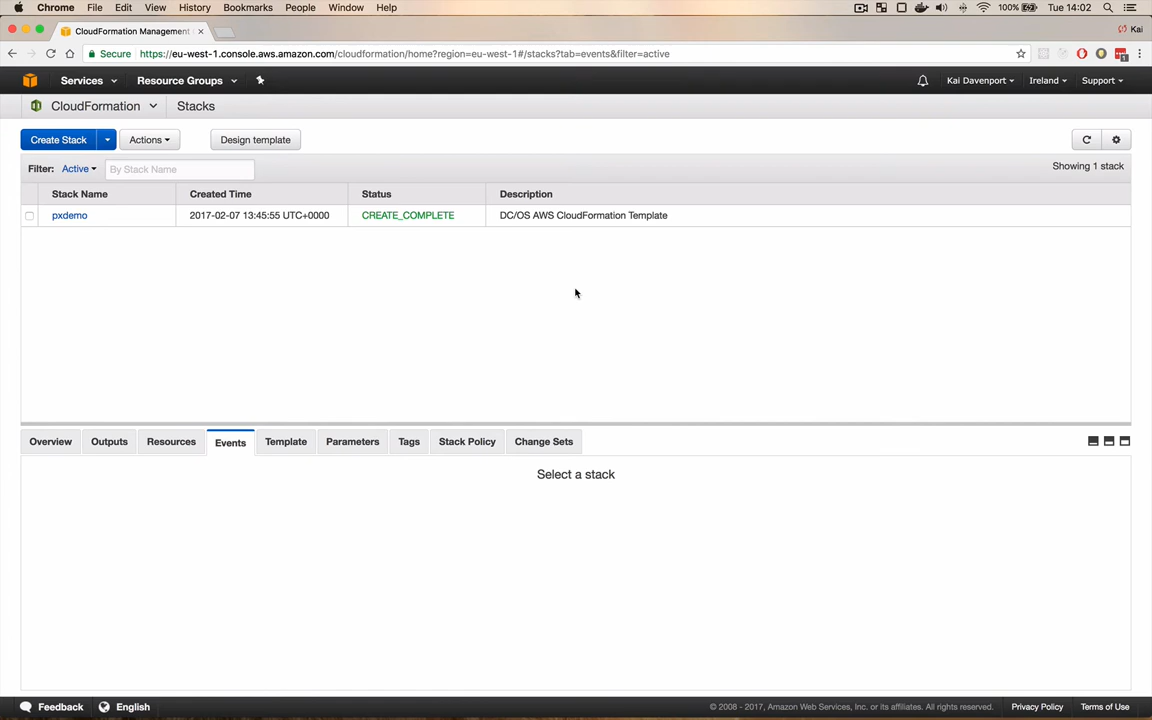 Chrome File Edit View History Bookmarks People Window Help 100% Tue 14:02
CloudFormation Management
Kai
Secure https://eu-west-1.console.aws.amazon.com/cloudformation/home?region=eu-west-1#/stacks?tab=events&filter=active
Services Resource Groups Kai Davenport Ireland Support
CloudFormation Stacks
Create Stack Actions Design template
Filter: Active By Stack Name Showing 1 stack
Stack Name Created Time Status Description
pxdemo 2017-02-07 13:45:55 UTC+0000 CREATE_COMPLETE DC/OS AWS CloudFormation Template
Overview Outputs Resources Events Template Parameters Tags Stack Policy Change Sets
Select a stack
Feedback English © 2008 - 2017, Amazon Web Services, Inc. or its affiliates. All rights reserved. Privacy Policy Terms of Use